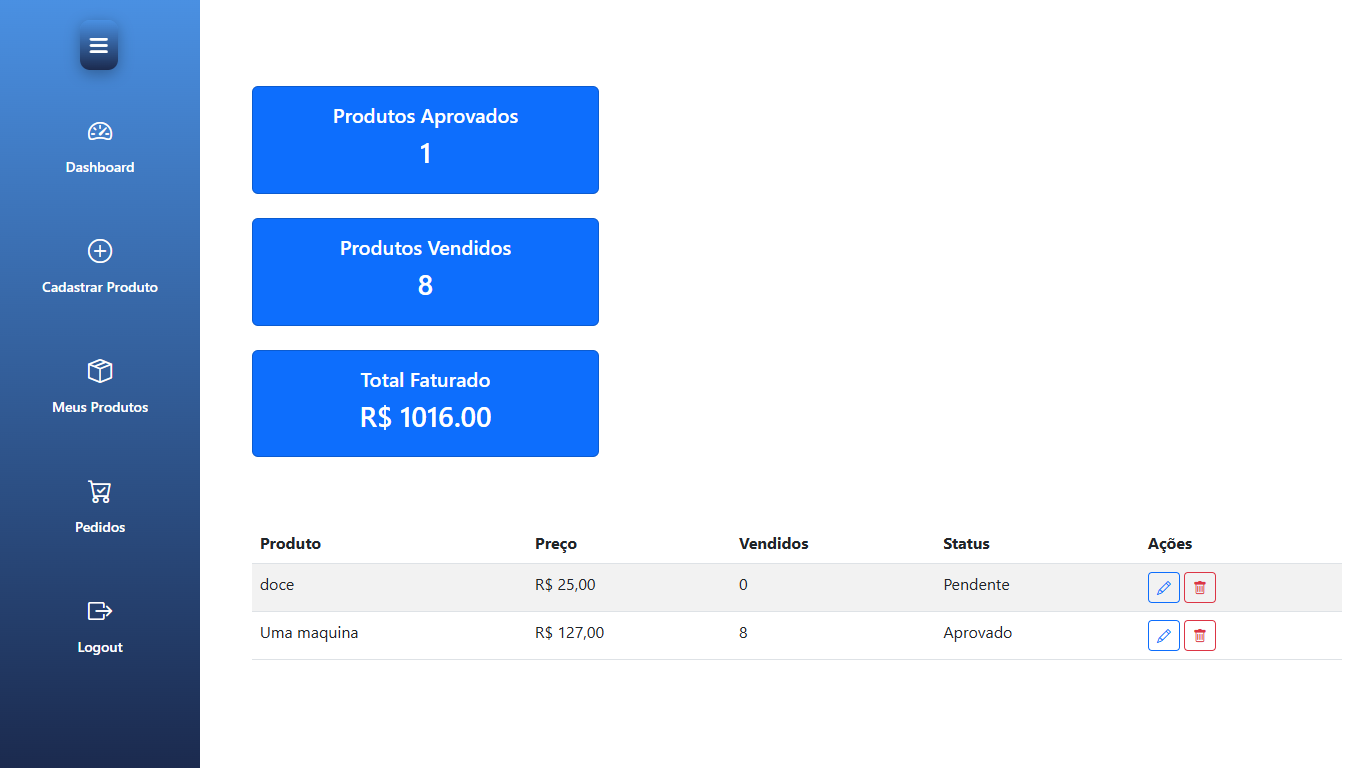 Dashboard
Cadastrar Produto
Meus Produtos
Pedidos
Logout
Produtos Aprovados
1
Produtos Vendidos
8
Total Faturado
R$ 1016.00
Produto Preço Vendidos Status Ações
doce R$ 25,00 0 Pendente
Uma maquina R$ 127,00 8 Aprovado